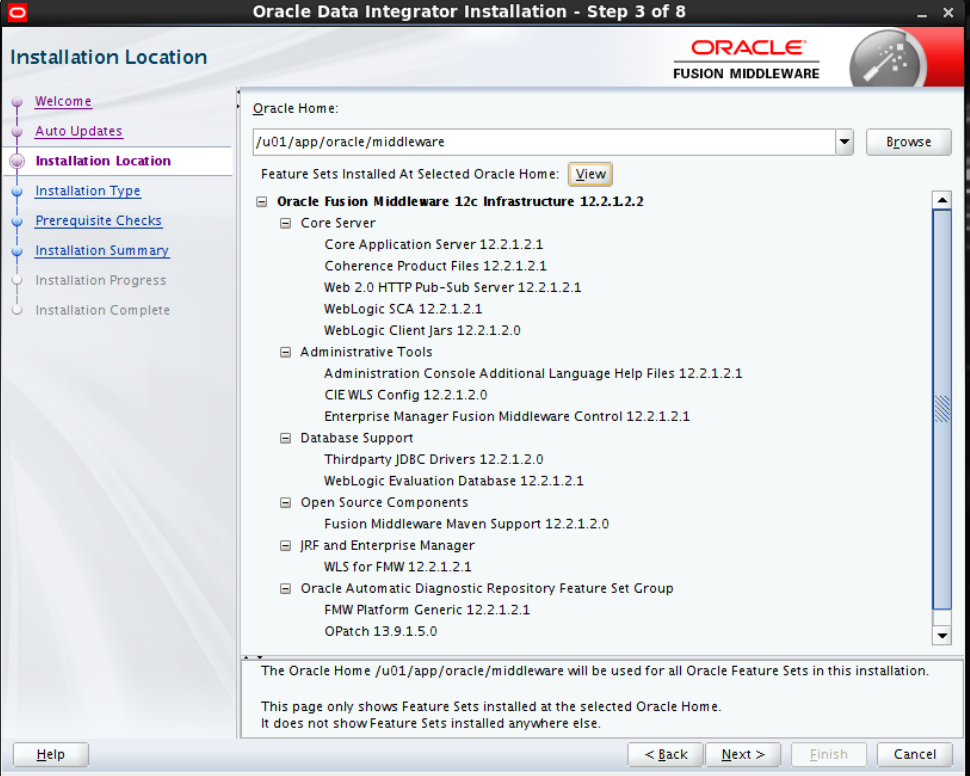 Oracle Data Integrator Installation - Step 3 of 8
Installation Location
ORACLE
FUSION MIDDLEWARE
Welcome
Auto Updates
Installation Location
Installation Type
Prerequisite Checks
Installation Summary
Installation Progress
Installation Complete
Oracle Home:
/u01/app/oracle/middleware
Browse
Feature Sets Installed At Selected Oracle Home: View
Oracle Fusion Middleware 12c Infrastructure 12.2.1.2.2
Core Server
Core Application Server 12.2.1.2.1
Coherence Product Files 12.2.1.2.1
Web 2.0 HTTP Pub-Sub Server 12.2.1.2.1
WebLogic SCA 12.2.1.2.1
WebLogic Client Jars 12.2.1.2.0
Administrative Tools
Administration Console Additional Language Help Files 12.2.1.2.1
CIE WLS Config 12.2.1.2.0
Enterprise Manager Fusion Middleware Control 12.2.1.2.1
Database Support
Thirdparty JDBC Drivers 12.2.1.2.0
WebLogic Evaluation Database 12.2.1.2.1
Open Source Components
Fusion Middleware Maven Support 12.2.1.2.0
JRF and Enterprise Manager
WLS for FMW 12.2.1.2.1
Oracle Automatic Diagnostic Repository Feature Set Group
FMW Platform Generic 12.2.1.2.1
OPatch 13.9.1.5.0
The Oracle Home /u01/app/oracle/middleware will be used for all Oracle Feature Sets in this installation.
This page only shows Feature Sets installed at the selected Oracle Home.
It does not show Feature Sets installed anywhere else.
Help
< Back
Next >
Finish
Cancel